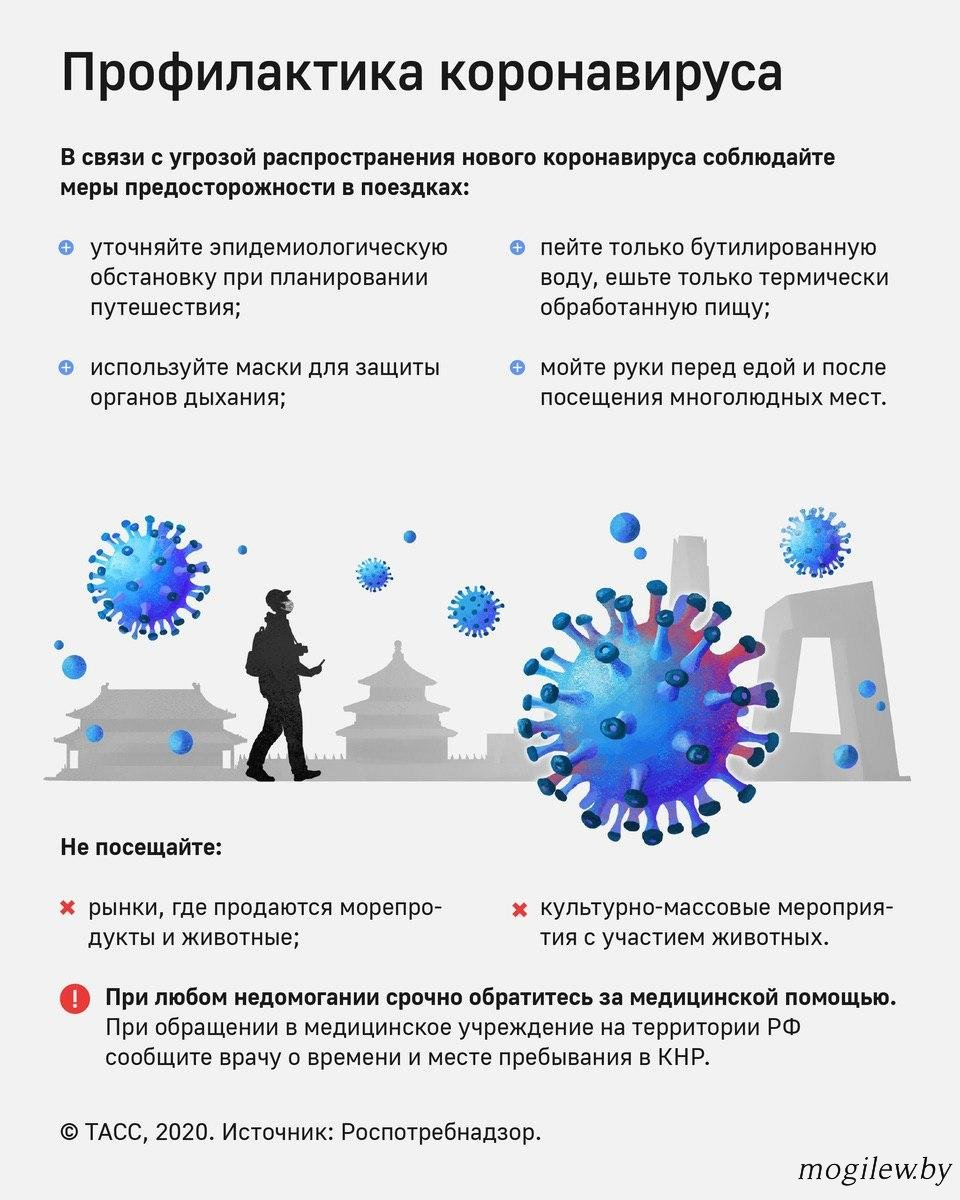 Профилактика коронавируса
В связи с угрозой распространения нового коронавируса соблюдайте
меры предосторожности в поездках:
уточняйте эпидемиологическую
обстановку при планировании
путешествия;
используйте маски для защиты
органов дыхания;
пейте только бутилированную
воду, ешьте только термически
обработанную пищу;
мойте руки перед едой и после
посещения многолюдных мест.
Не посещайте:
рынки, где продаются морепро-
дукты и животные;
культурно-массовые мероприя-
тия с участием животных.
При любом недомогании срочно обратитесь за медицинской помощью.
При обращении в медицинское учреждение на территории РФ
сообщите врачу о времени и месте пребывания в КНР.
© ТАСС, 2020. Источник: Роспотребнадзор.
mogilew.by